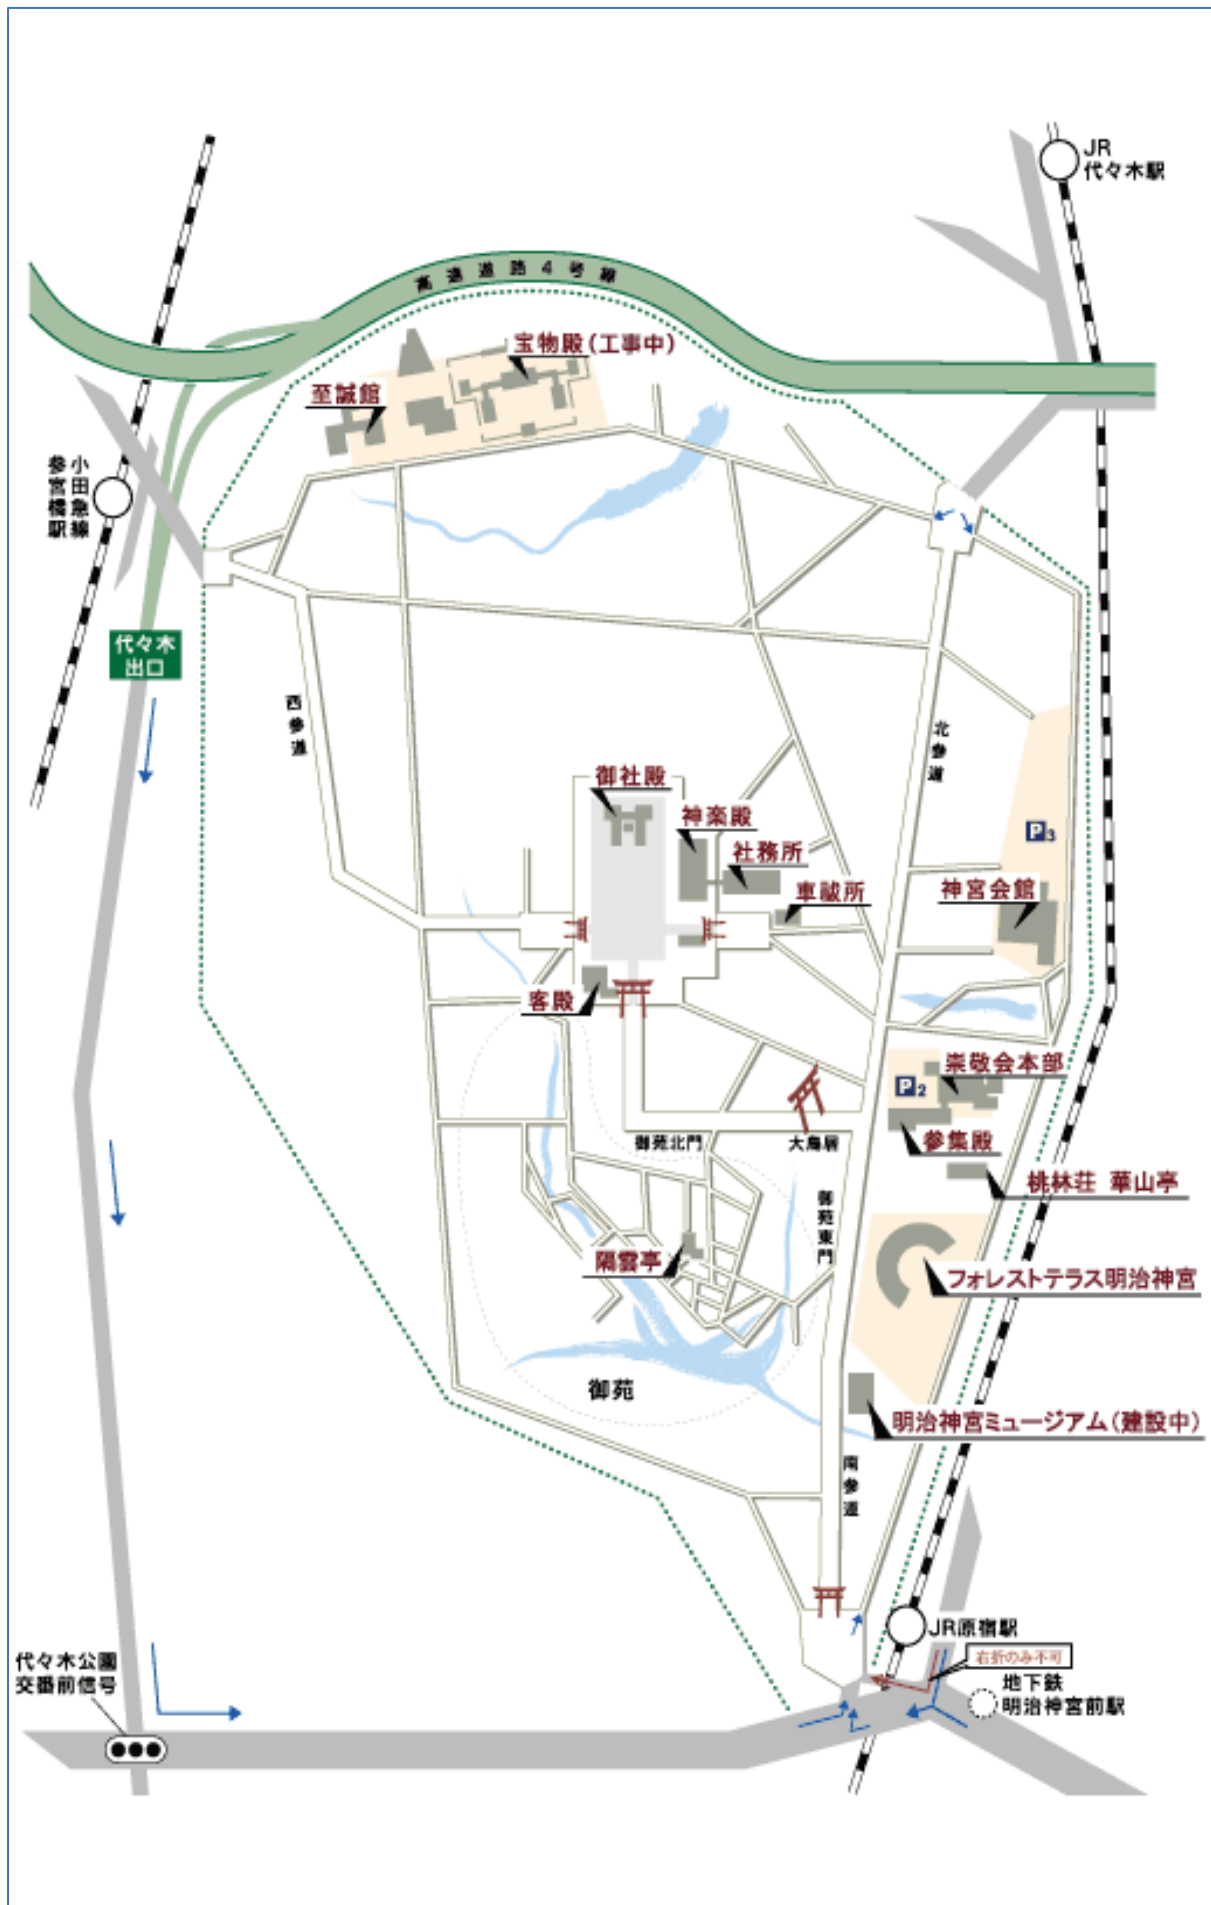 JR
代々木駅
高速道路4号線
宝物殿(工事中)
至誠館
小田急線
参宮橋駅
代々木
出口
西参道
北参道
御社殿
神楽殿
社務所
車祓所
P3
神宮会館
客殿
崇敬会本部
P2
参集殿
御苑北門
大鳥居
桃林荘 華山亭
御苑東門
隔雲亭
フォレストテラス明治神宮
御苑
明治神宮ミュージアム(建設中)
南参道
JR原宿駅
右折のみ不可
地下鉄
明治神宮前駅
代々木公園
交番前信号